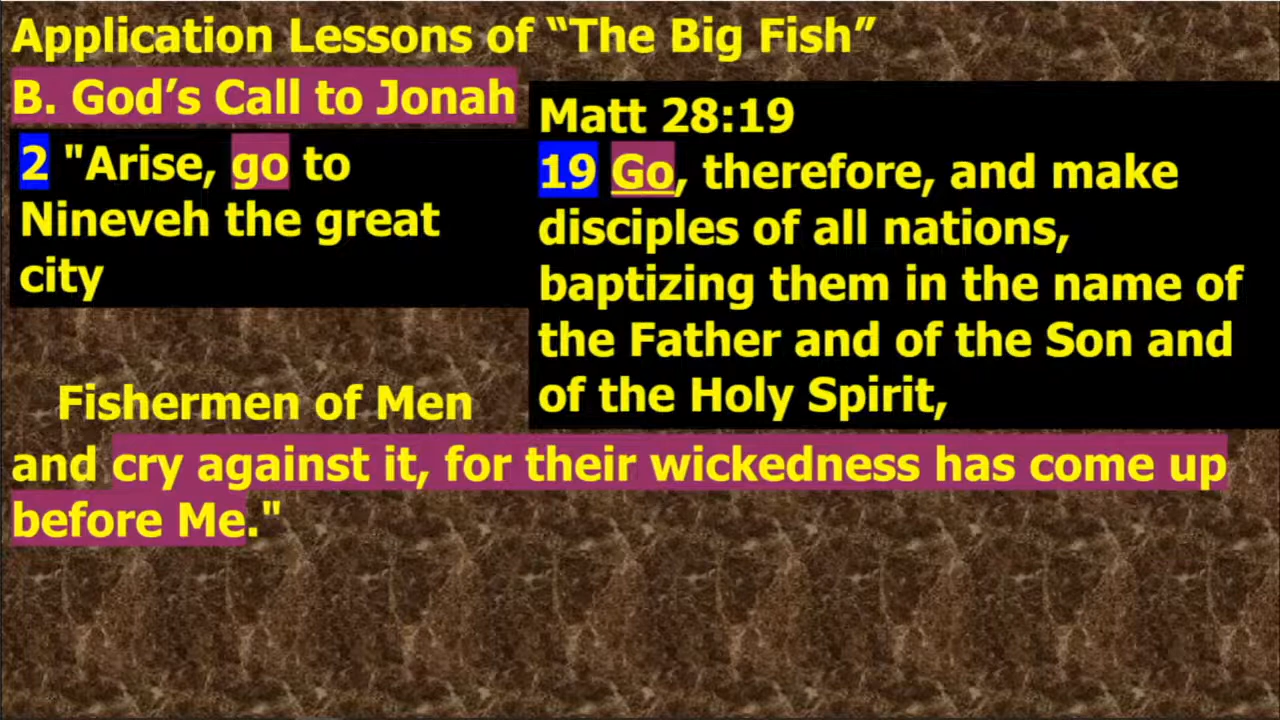 Application Lessons of “The Big Fish”
B. God’s Call to Jonah
2 "Arise, go to
Nineveh the great
city
Matt 28:19
19 Go, therefore, and make
disciples of all nations,
baptizing them in the name of
the Father and of the Son and
of the Holy Spirit,
Fishermen of Men
and cry against it, for their wickedness has come up
before Me."